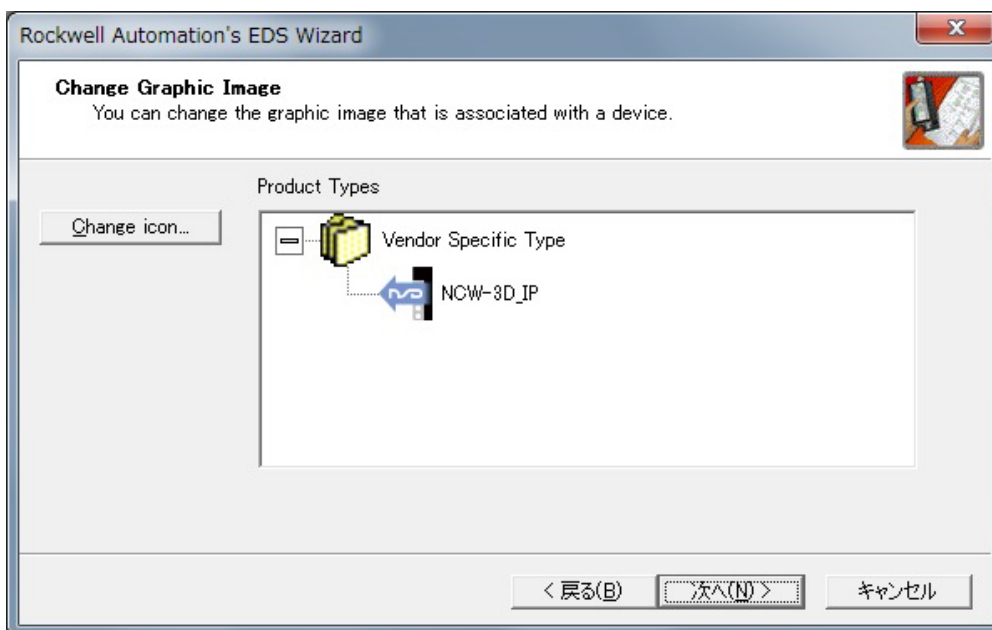 Rockwell Automation's EDS Wizard
Change Graphic Image
You can change the graphic image that is associated with a device.
Product Types
Change icon...
Vendor Specific Type
NCW-3D_IP
< 戻る(B)
次へ(N) >
キャンセル